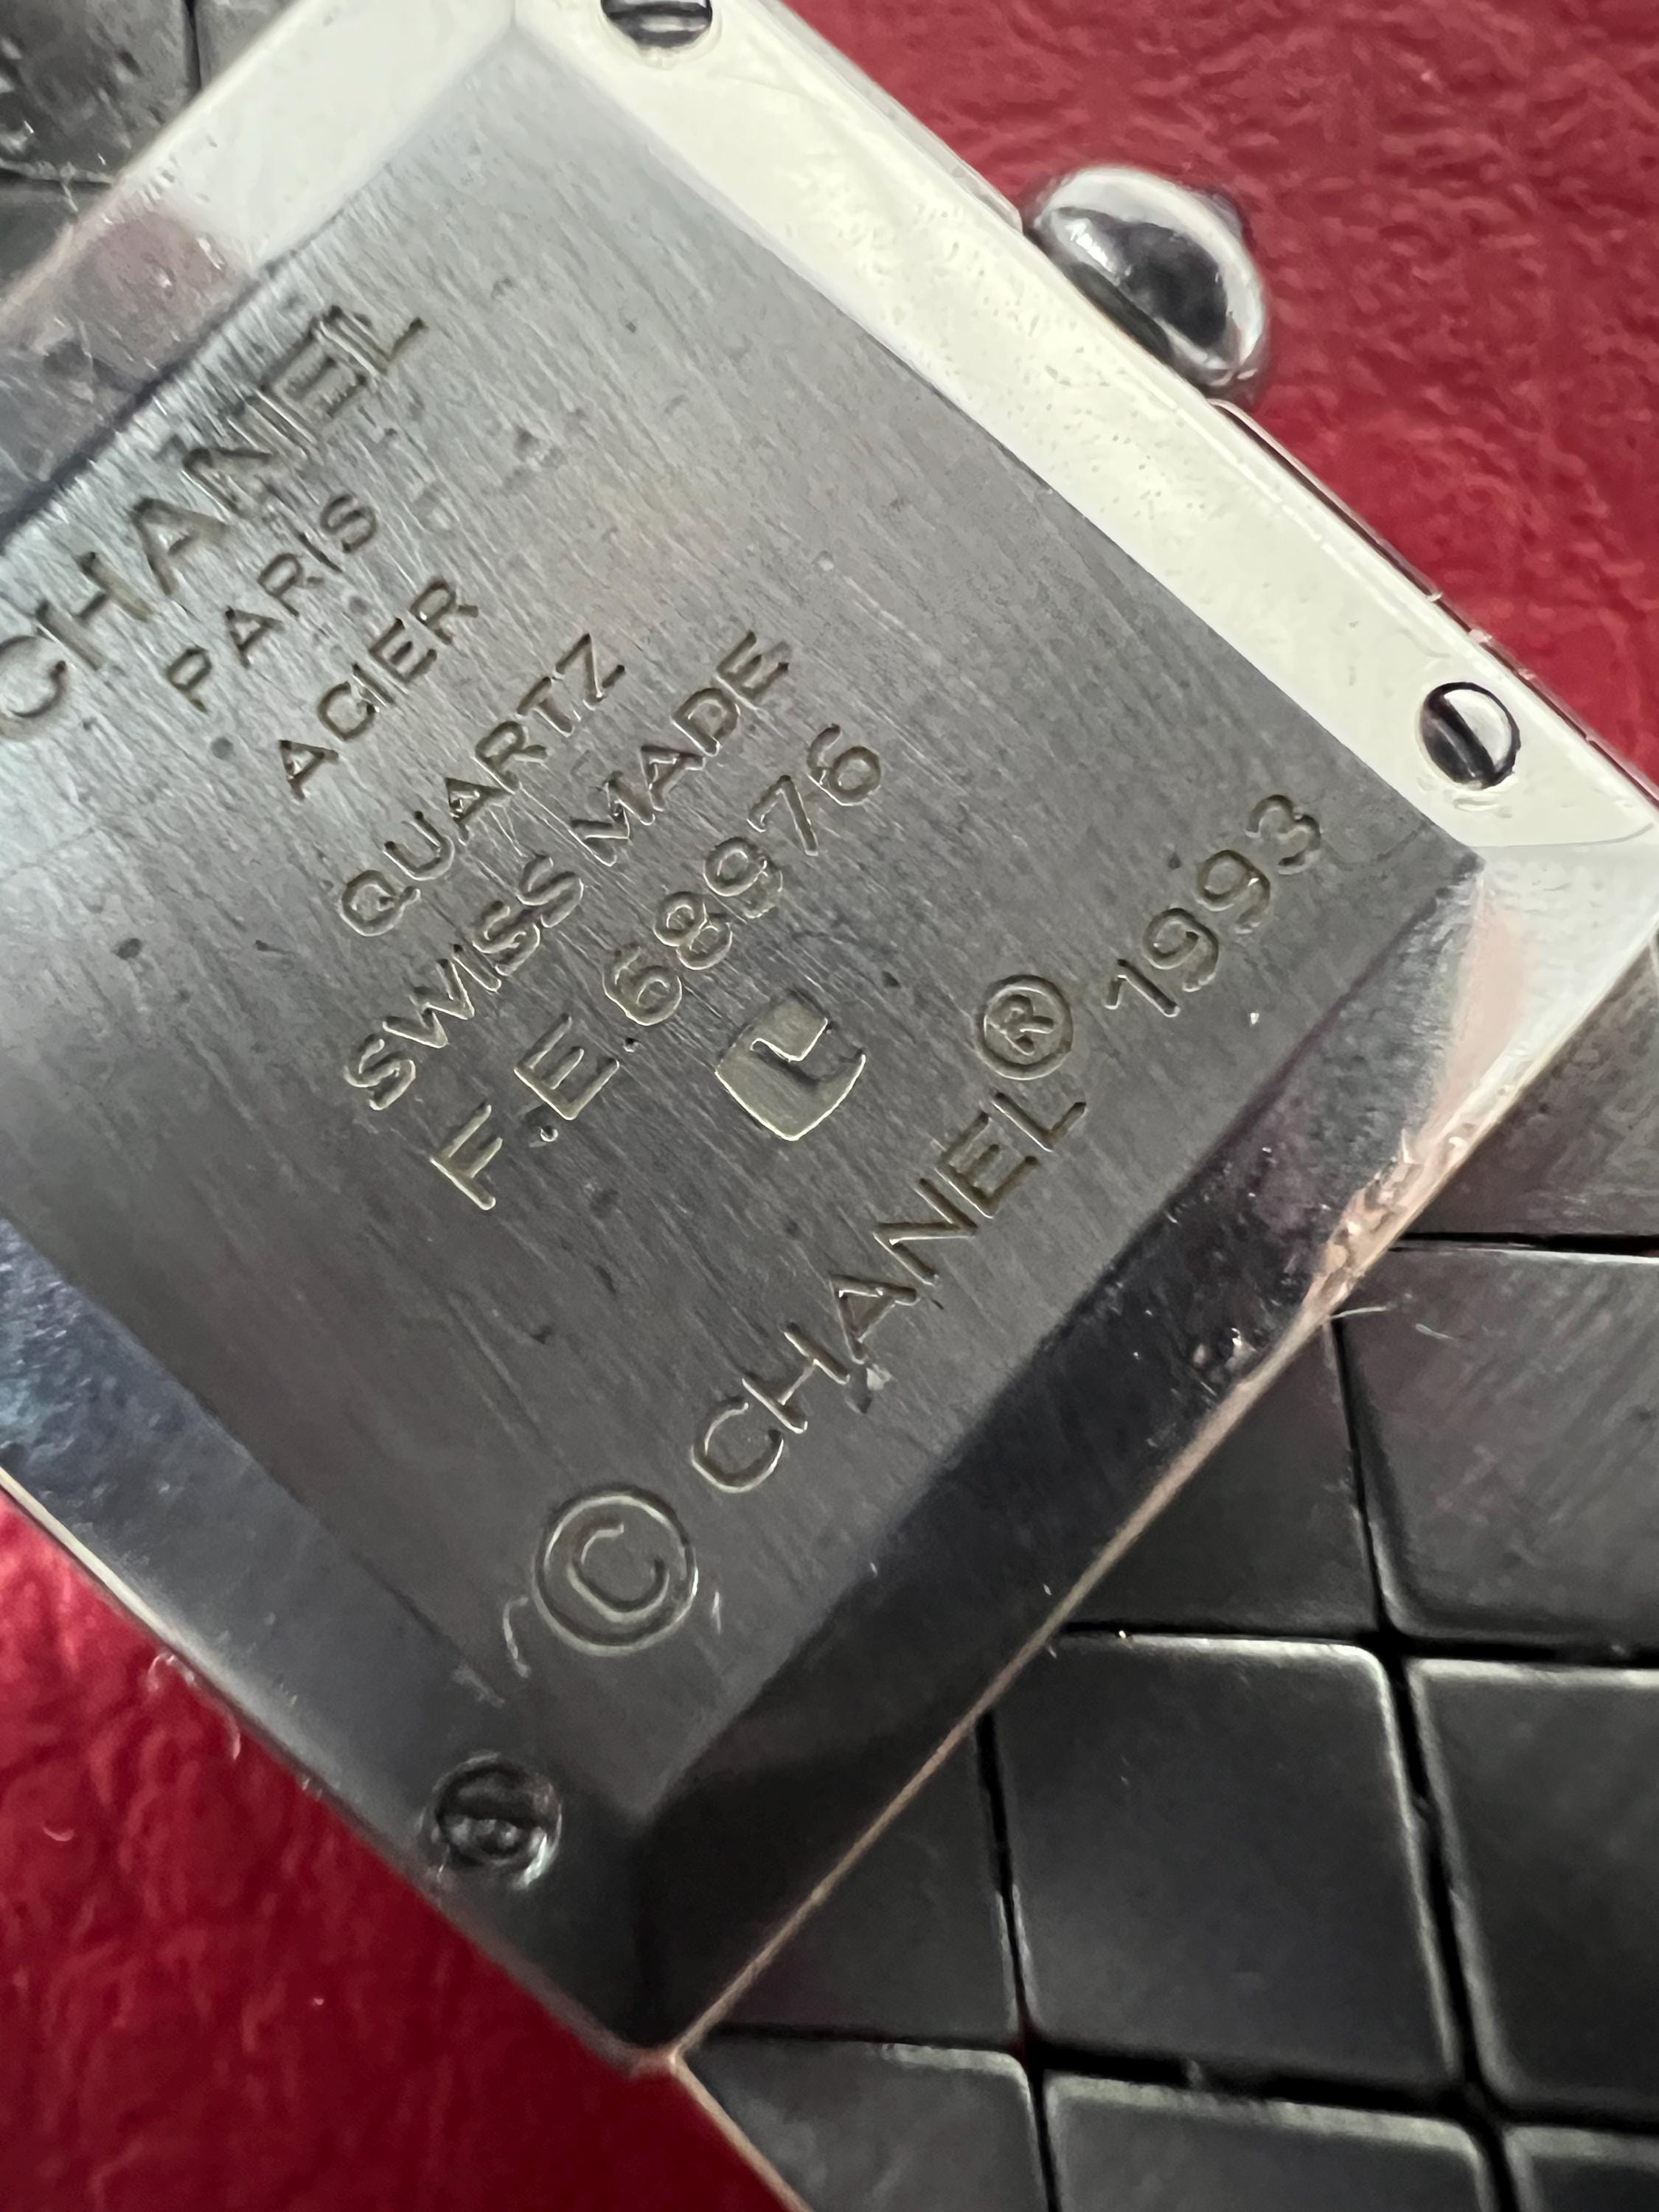 CHANEL
PARIS
ACIER
QUARTZ
SWISS MADE
F.E.68976
© CHANEL® 1993